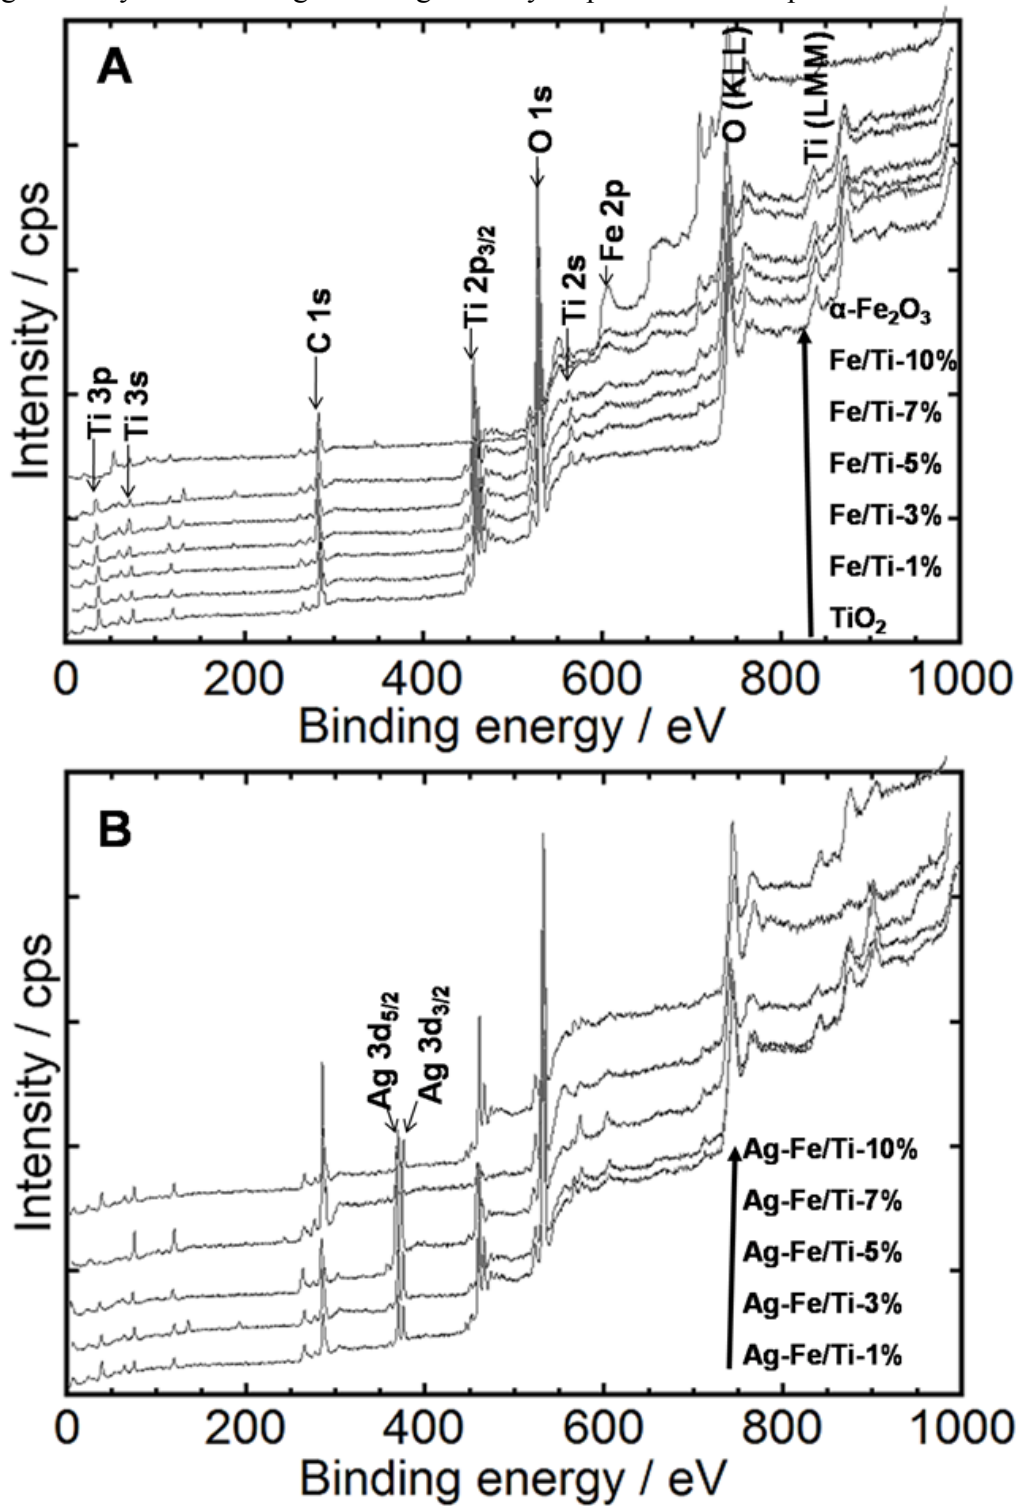 A
Intensity / cps
Ti 3p
Ti 3s
C 1s
Ti 2p3/2
O 1s
Ti 2s
Fe 2p
O (KLL)
Ti (LMM)
α-Fe2O3
Fe/Ti-10%
Fe/Ti-7%
Fe/Ti-5%
Fe/Ti-3%
Fe/Ti-1%
TiO2
0 200 400 600 800 1000
Binding energy / eV
B
Intensity / cps
Ag 3d5/2
Ag 3d3/2
Ag-Fe/Ti-10%
Ag-Fe/Ti-7%
Ag-Fe/Ti-5%
Ag-Fe/Ti-3%
Ag-Fe/Ti-1%
0 200 400 600 800 1000
Binding energy / eV